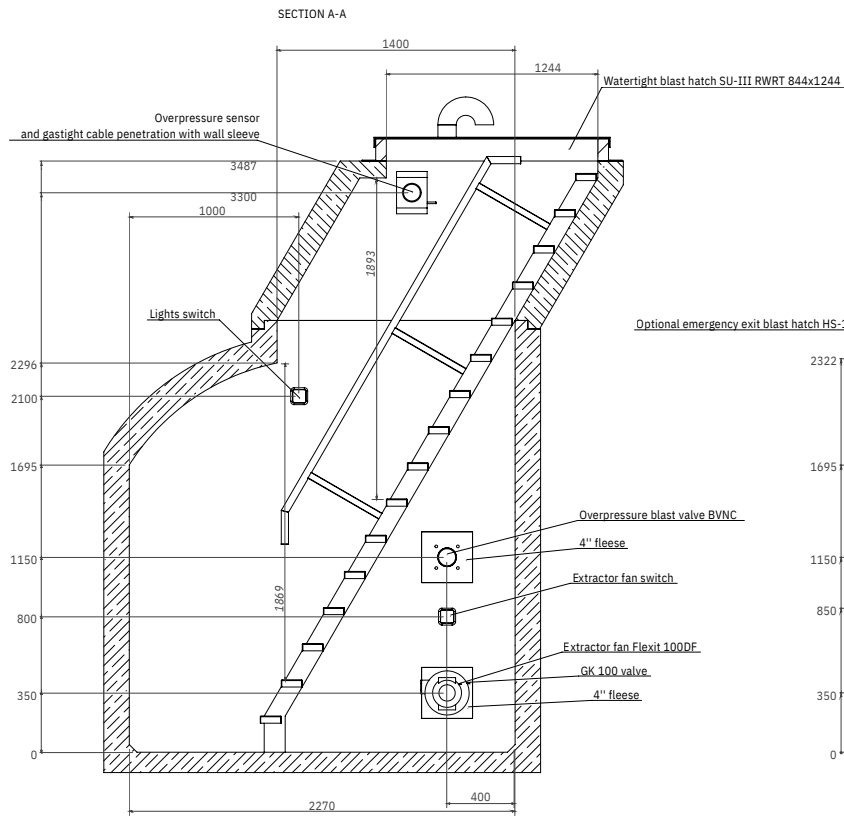 SECTION A-A
1400
1244
Watertight blast hatch SU-III RWRT 844x1244
Overpressure sensor
and gastight cable penetration with wall sleeve
3487
3300
1000
1893
Lights switch
Optional emergency exit blast hatch HS-1
2296
2322
2100
1695
1695
Overpressure blast valve BVNC
4'' fleese
1150
1150
Extractor fan switch
1869
800
850
Extractor fan Flexit 100DF
GK 100 valve
4'' fleese
350
350
0
0
400
2270